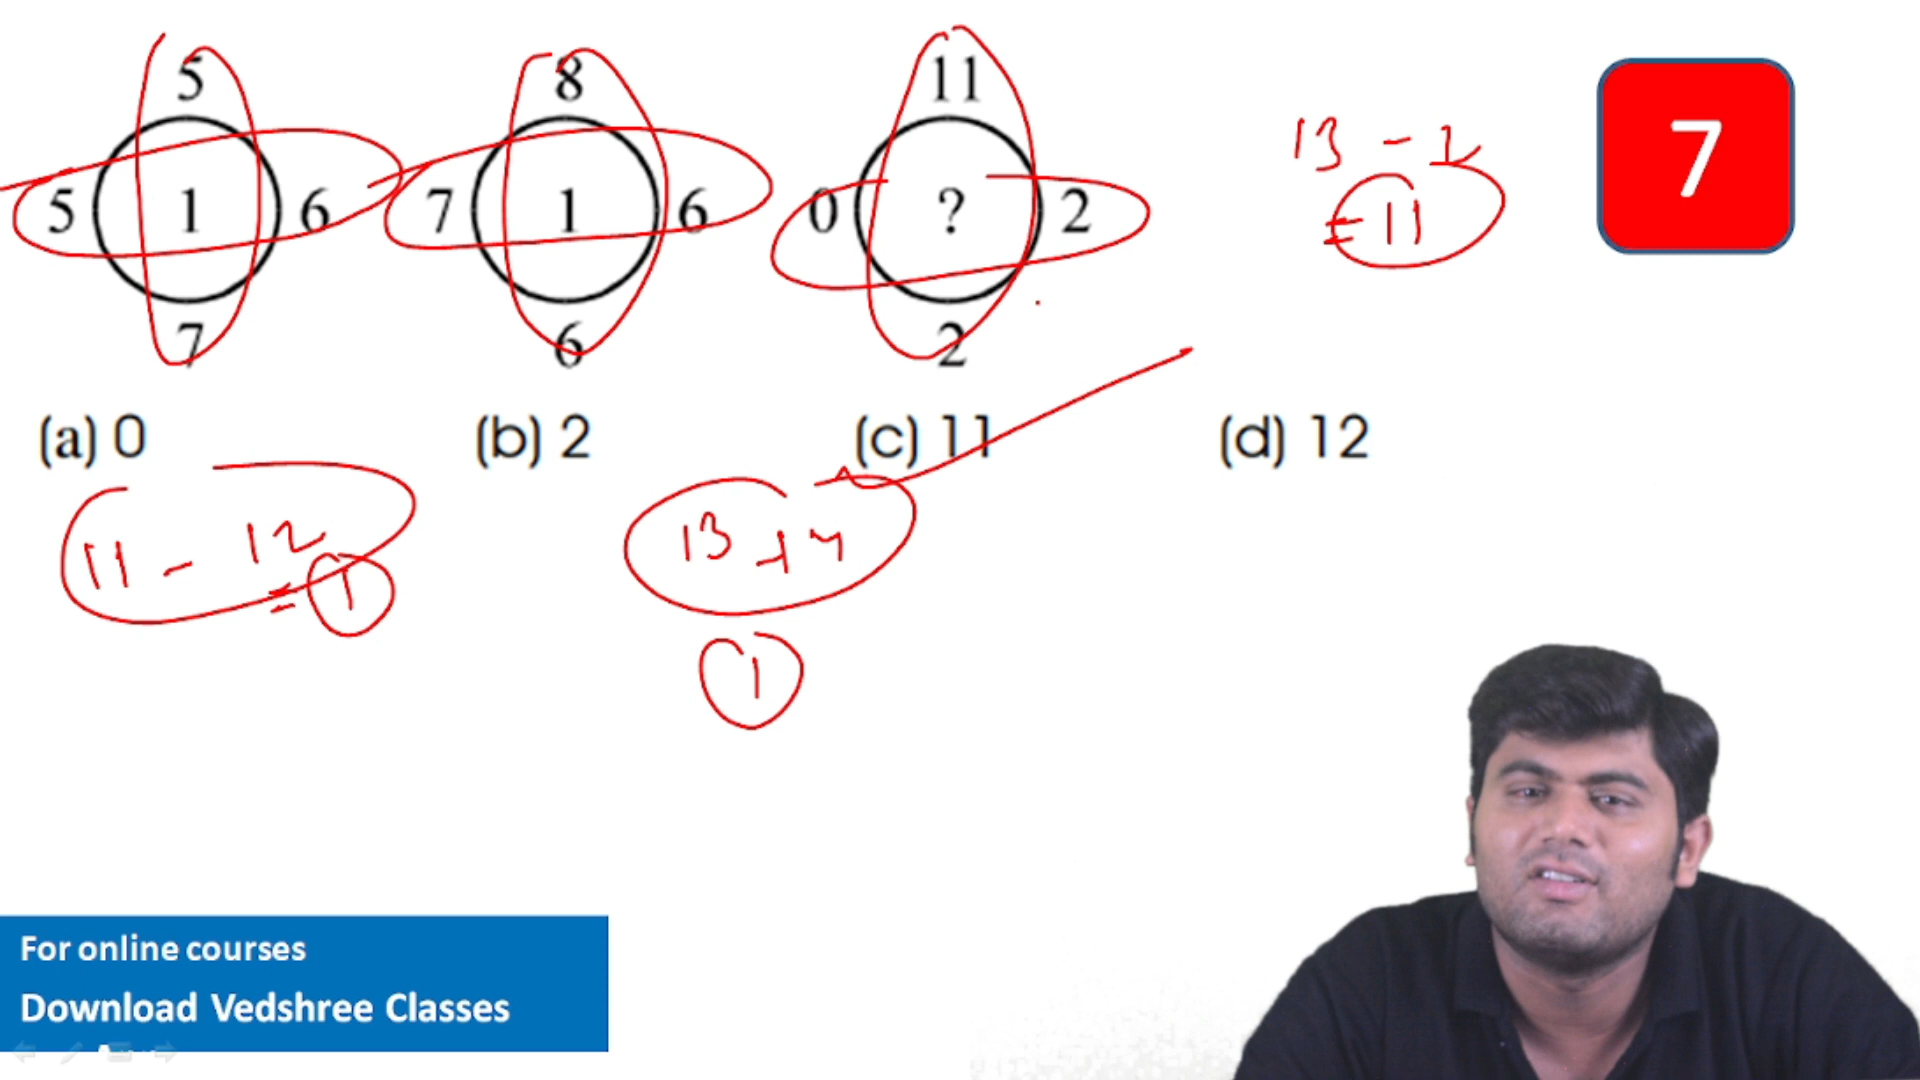 5 8 11
5 1 6 7 1 6 0 ? 2
7 6 2
13 - 2
= 11
7
(a) 0 (b) 2 (c) 11 (d) 12
11 - 12
= 1
13
1
For online courses
Download Vedshree Classes